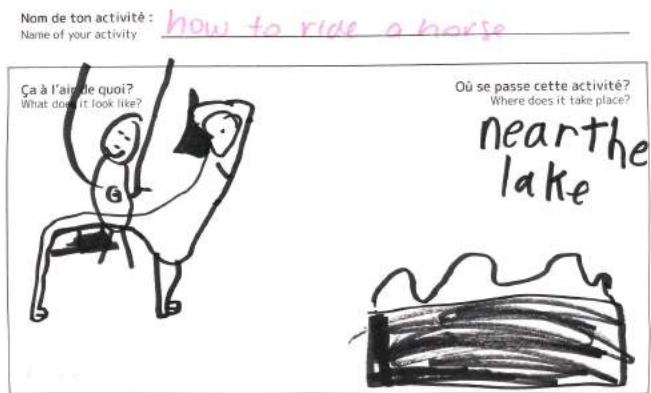 Nom de ton activité : how to ride a horse
Name of your activity
Ça à l'air de quoi?
What does it look like?
Où se passe cette activité?
Where does it take place?
near the
lake
G